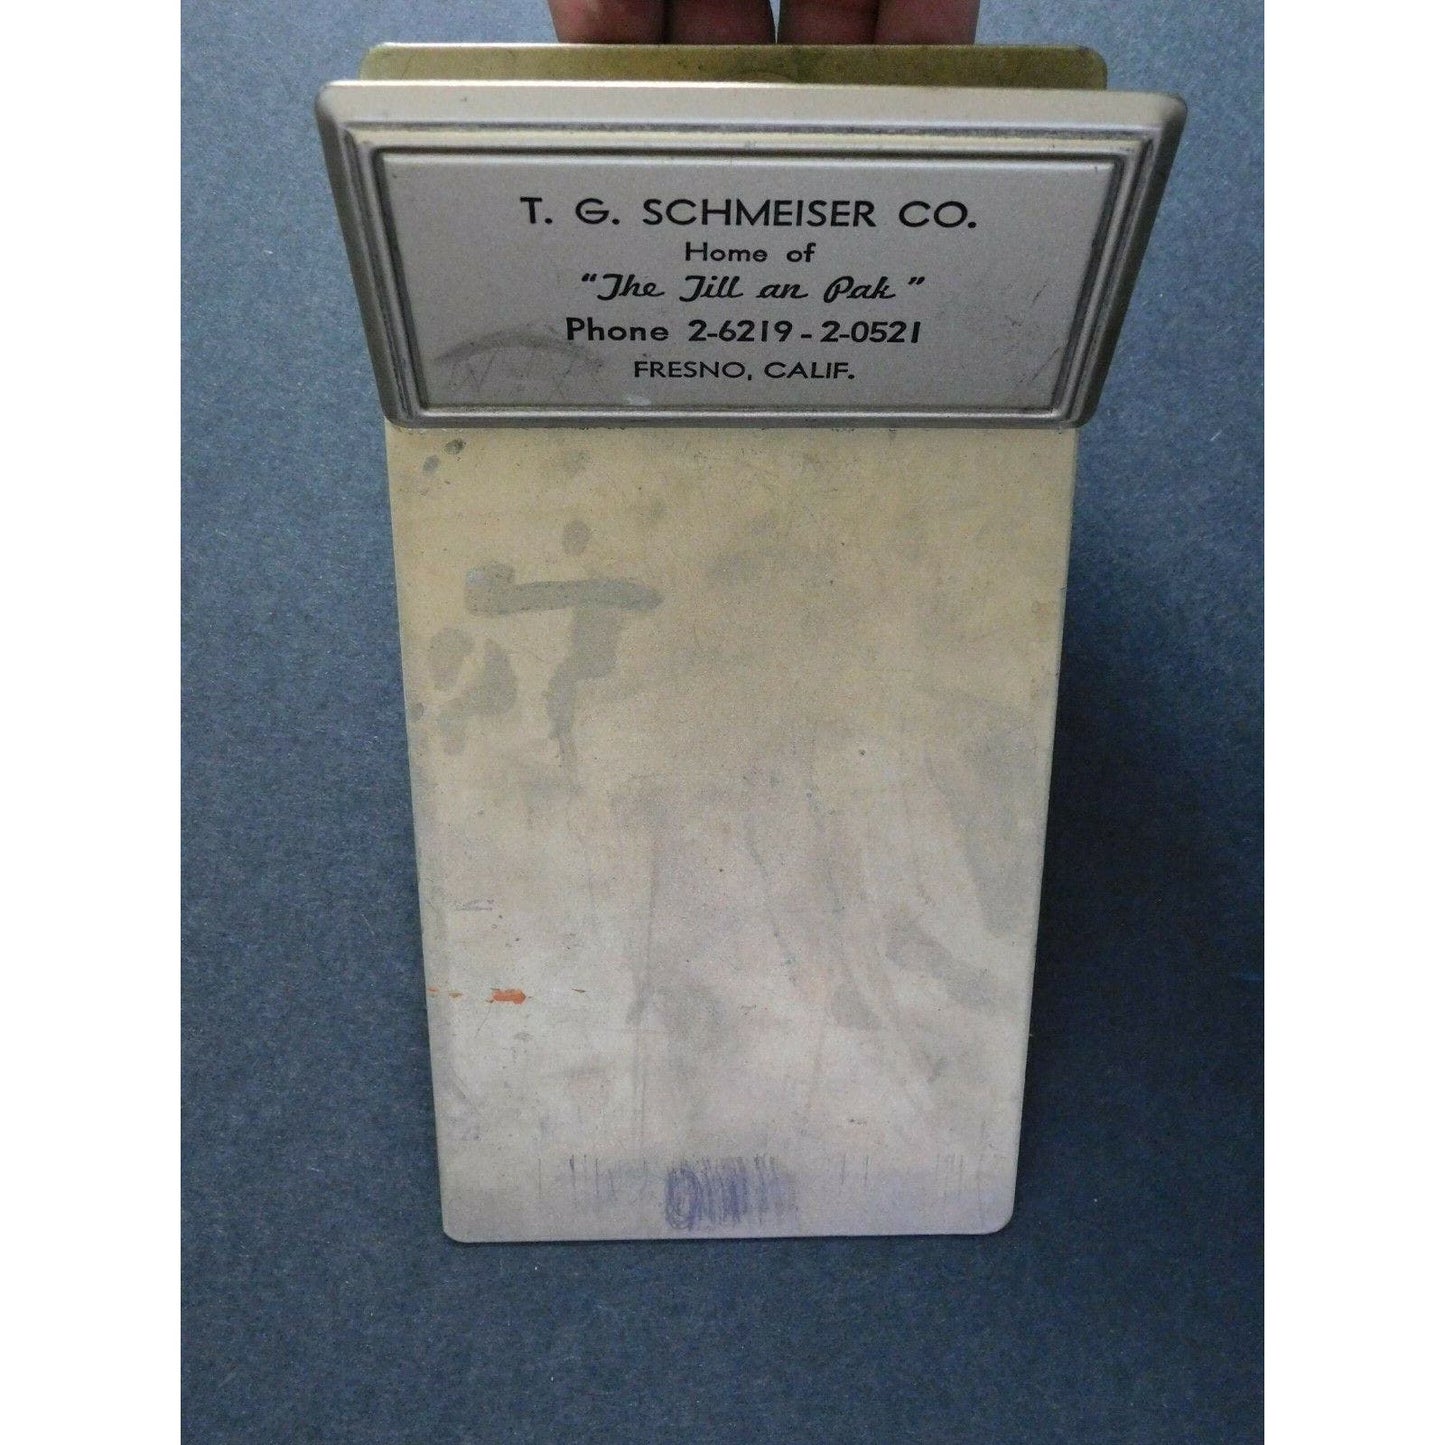 T. G. SCHMEISER CO.
Home of
"The Till an Pak"
Phone 2-6219 - 2-0521
FRESNO, CALIF.